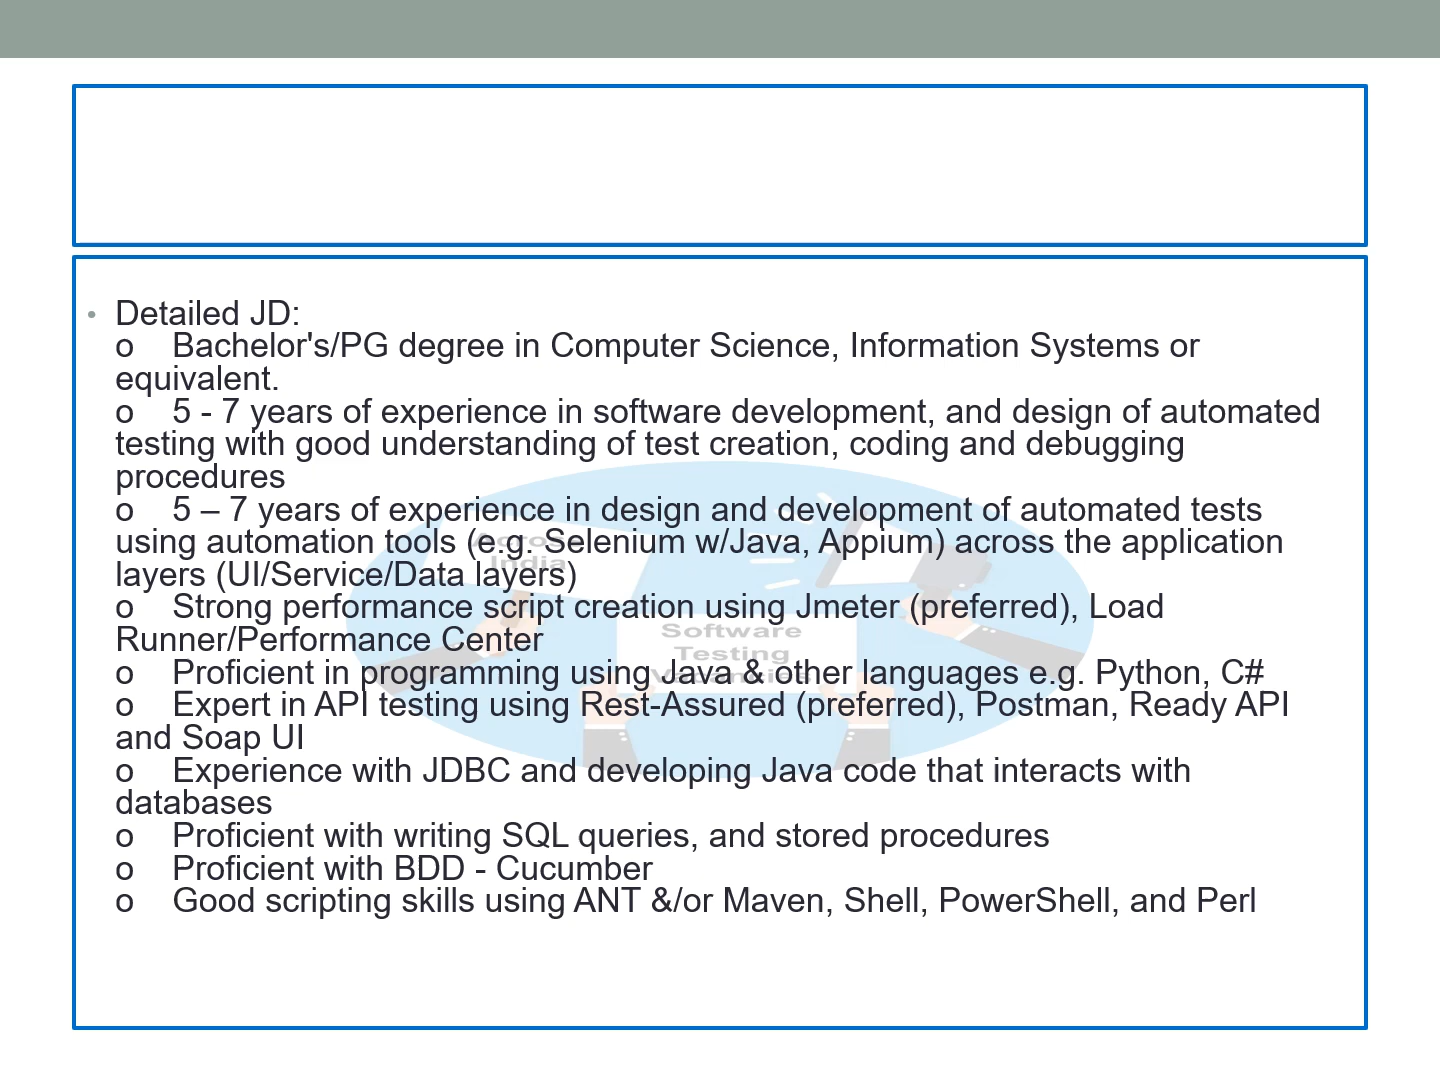 • Detailed JD:
o Bachelor's/PG degree in Computer Science, Information Systems or
equivalent.
o 5 - 7 years of experience in software development, and design of automated
testing with good understanding of test creation, coding and debugging
procedures
o 5 – 7 years of experience in design and development of automated tests
using automation tools (e.g. Selenium w/Java, Appium) across the application
layers (UI/Service/Data layers)
o Strong performance script creation using Jmeter (preferred), Load
Runner/Performance Center
o Proficient in programming using Java & other languages e.g. Python, C#
o Expert in API testing using Rest-Assured (preferred), Postman, Ready API
and Soap UI
o Experience with JDBC and developing Java code that interacts with
databases
o Proficient with writing SQL queries, and stored procedures
o Proficient with BDD - Cucumber
o Good scripting skills using ANT &/or Maven, Shell, PowerShell, and Perl
Across
India
Software
Testing
Vacancies